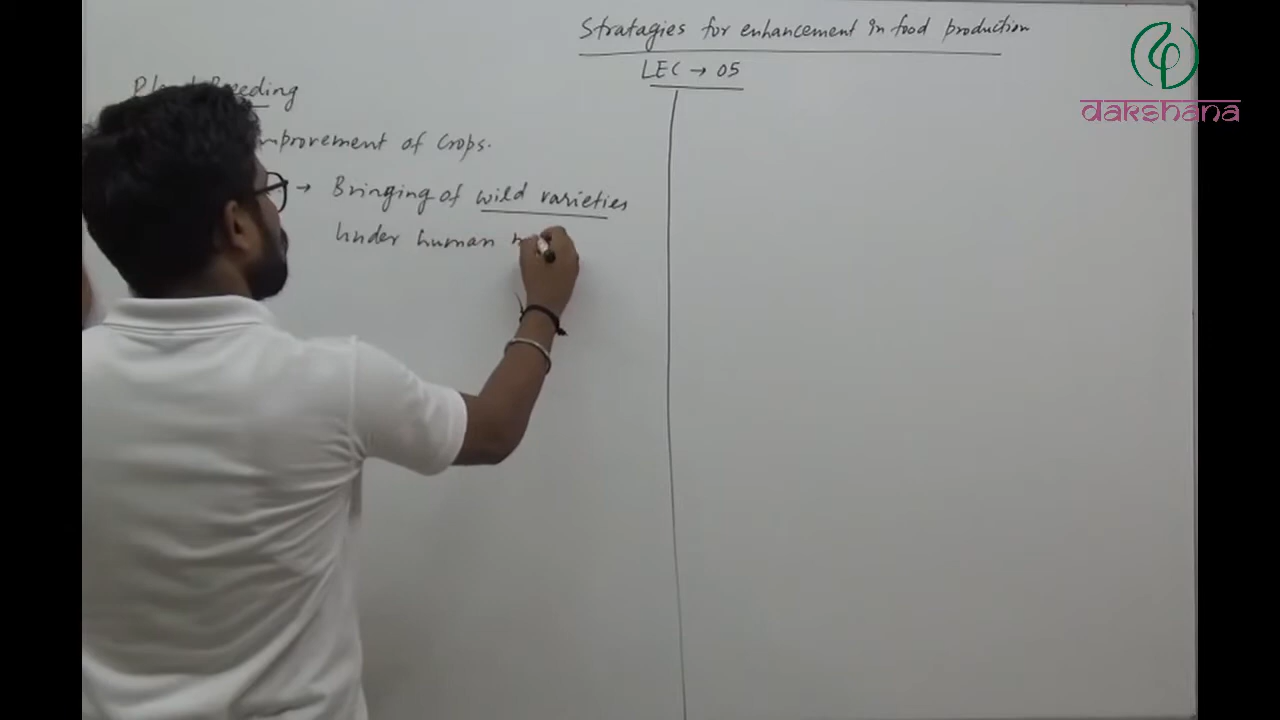 Stratagies for enhancement in food production
LEC → 05
dakshana
Breeding
improvement of Crops.
→ Bringing of wild varieties
Under human